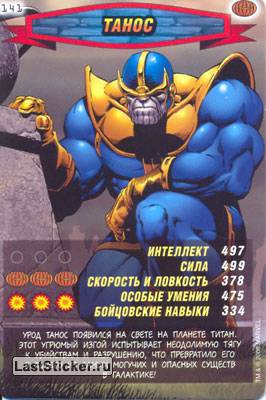 141
ТАНОС
ИНТЕЛЛЕКТ 497
СИЛА 499
СКОРОСТЬ И ЛОВКОСТЬ 378
ОСОБЫЕ УМЕНИЯ 475
БОЙЦОВСКИЕ НАВЫКИ 334
УРОД ТАНОС ПОЯВИЛСЯ НА СВЕТЕ НА ПЛАНЕТЕ ТИТАН.
ЭТОТ УГРЮМЫЙ ИЗГОЙ ИСПЫТЫВАЕТ НЕОДОЛИМУЮ ТЯГУ
К УБИЙСТВАМ И РАЗРУШЕНИЮ, ЧТО ПРЕВРАТИЛО ЕГО
МОГУЧИХ И ОПАСНЫХ СУЩЕСТВ
В ГАЛАКТИКЕ!
LastSticker.ru
MARVEL